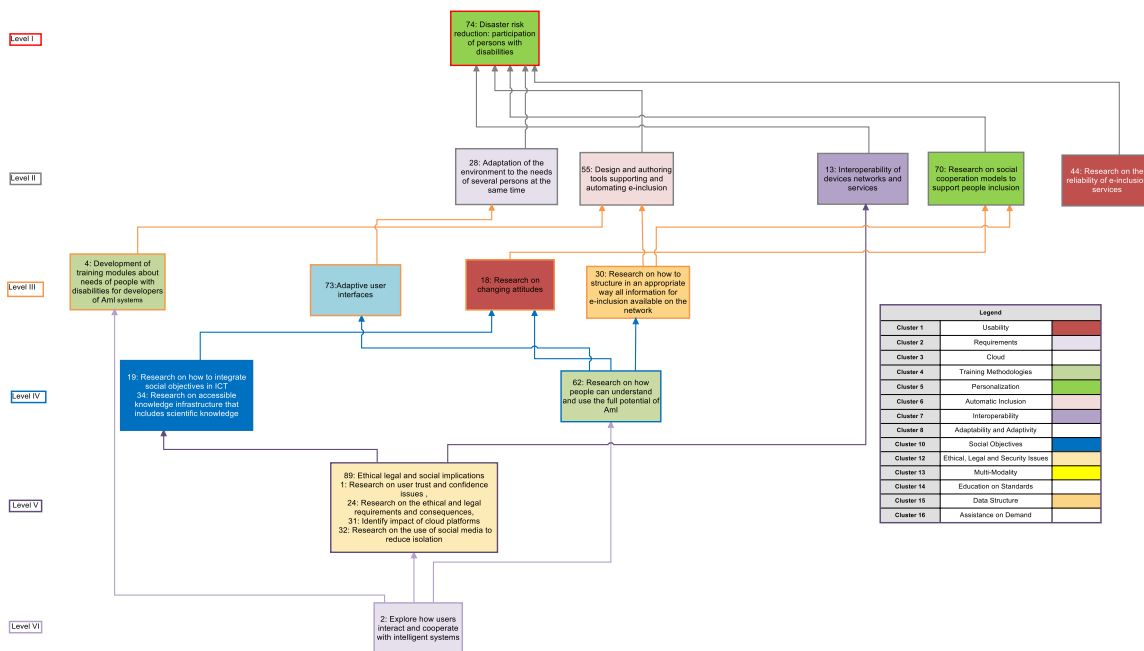 Level I
74: Disaster risk
reduction: participation
of persons with
disabilities
Level II
28: Adaptation of the
environment to the needs
of several persons at the
same time
55: Design and authoring
tools supporting and
automating e-inclusion
13: Interoperability of
devices networks and
services
70: Research on social
cooperation models to
support people inclusion
44: Research on the
reliability of e-inclusion
services
Level III
4: Development of
training modules about
needs of people with
disabilities for developers
of AmI systems
73:Adaptive user
interfaces
18: Research on
changing attitudes
30: Research on how to
structure in an appropriate
way all information for
e-inclusion available on the
network
Level IV
19: Research on how to integrate
social objectives in ICT
34: Research on accessible
knowledge infrastructure that
includes scientific knowledge
62: Research on how
people can understand
and use the full potential of
AmI
Level V
89: Ethical legal and social implications
1: Research on user trust and confidence
issues ,
24: Research on the ethical and legal
requirements and consequences,
31: Identify impact of cloud platforms
32: Research on the use of social media to
reduce isolation
Level VI
2: Explore how users
interact and cooperate
with intelligent systems
Legend
Cluster 1 Usability
Cluster 2 Requirements
Cluster 3 Cloud
Cluster 4 Training Methodologies
Cluster 5 Personalization
Cluster 6 Automatic Inclusion
Cluster 7 Interoperability
Cluster 8 Adaptability and Adaptivity
Cluster 10 Social Objectives
Cluster 12 Ethical, Legal and Security Issues
Cluster 13 Multi-Modality
Cluster 14 Education on Standards
Cluster 15 Data Structure
Cluster 16 Assistance on Demand